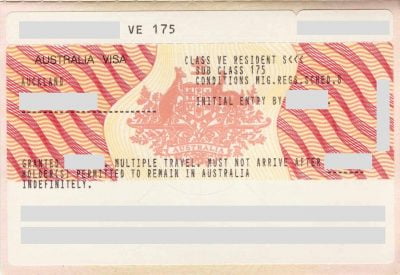 VE 175
AUSTRALIA VISA CLASS VE RESIDENT S<<<
SUB CLASS 175
AUCKLAND CONDITIONS MIG.REGS.SCHED.8
INITIAL ENTRY BY
AUSTRALIA
GRANTED , MULTIPLE TRAVEL. MUST NOT ARRIVE AFTER
HOLDER(S) PERMITTED TO REMAIN IN AUSTRALIA
INDEFINITELY.